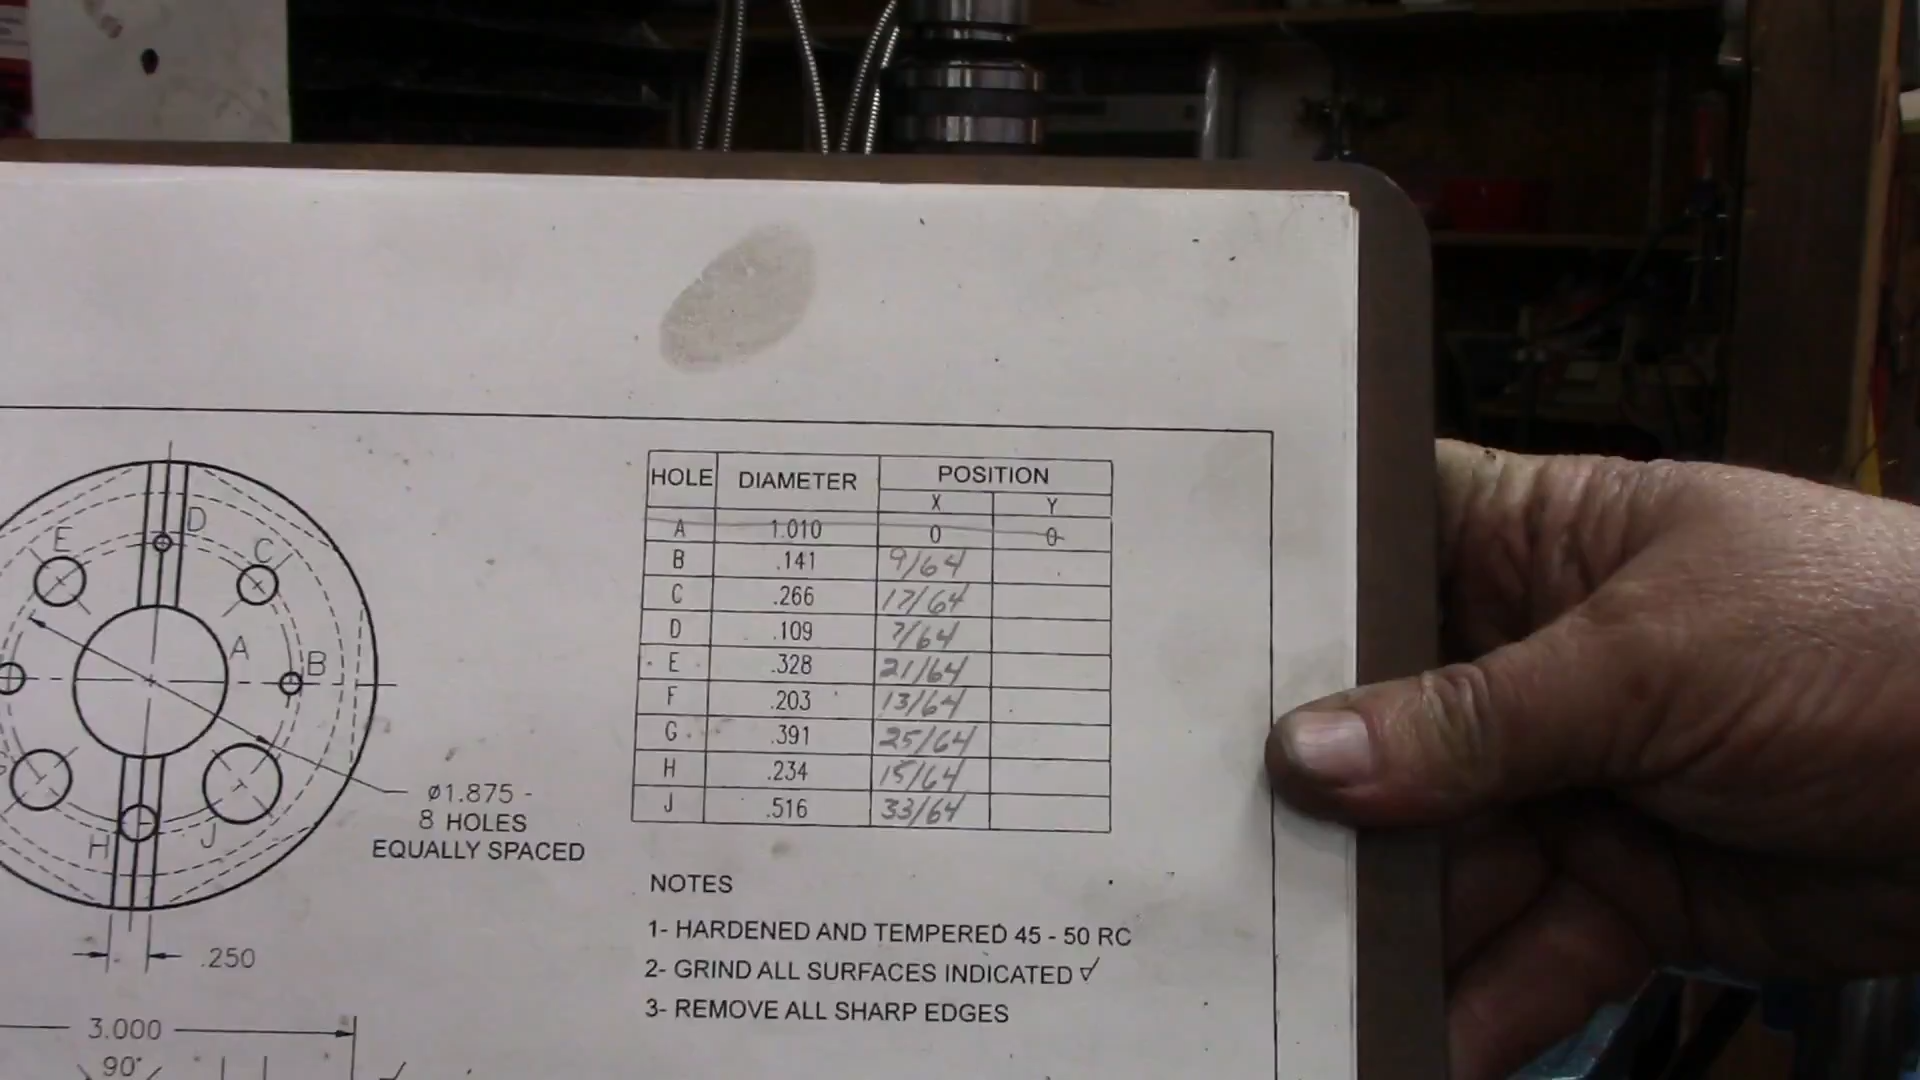 HOLE DIAMETER POSITION
X Y
A 1.010 0 0
B .141 9/64
C .266 17/64
D .109 7/64
E .328 21/64
F .203 13/64
G .391 25/64
H .234 15/64
J .516 33/64
D
E
C
A
B
H
J
ø1.875 -
8 HOLES
EQUALLY SPACED
.250
3.000
90°
NOTES
1- HARDENED AND TEMPERED 45 - 50 RC
2- GRIND ALL SURFACES INDICATED
3- REMOVE ALL SHARP EDGES